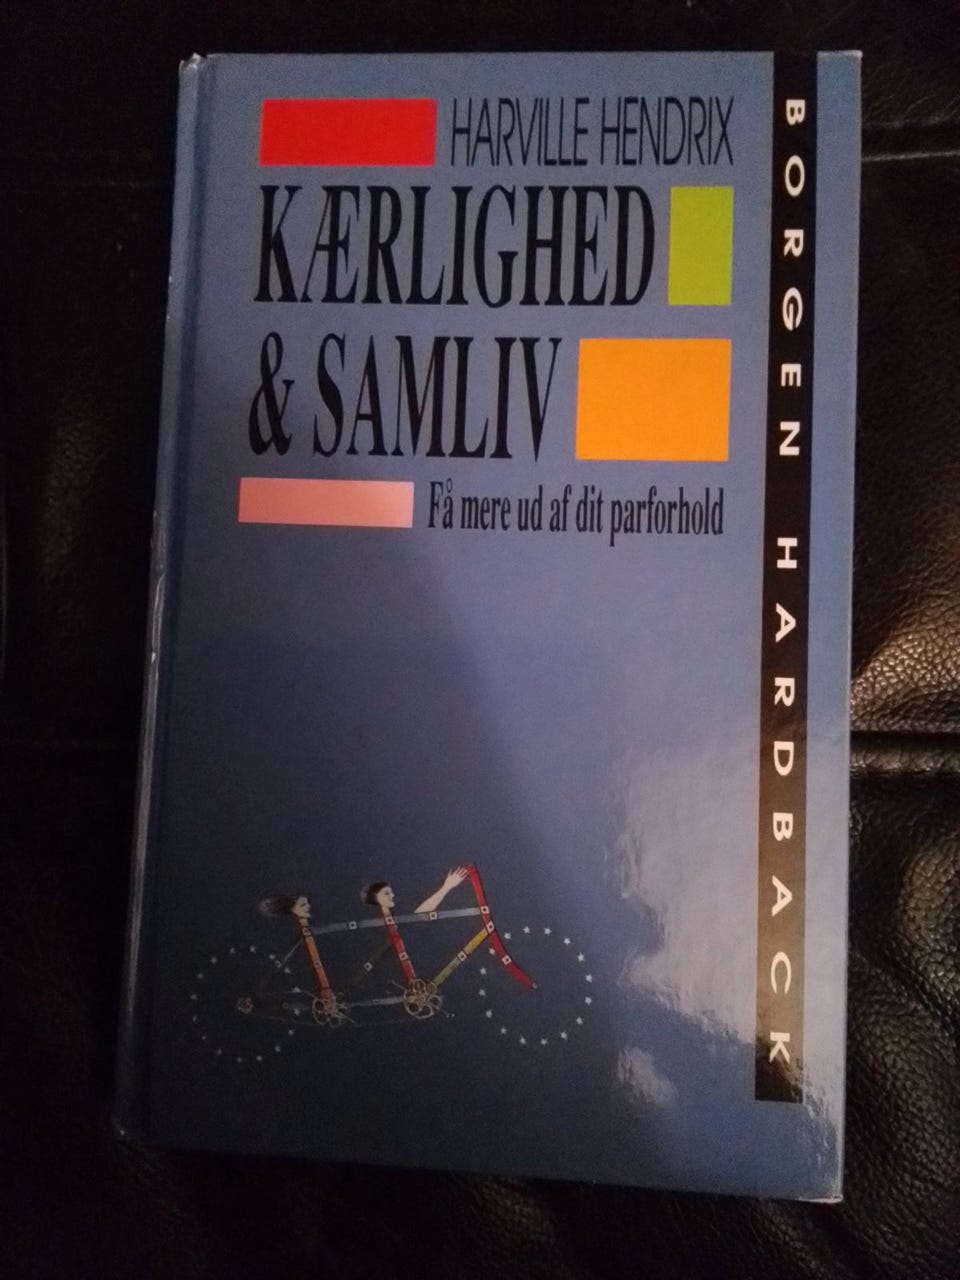 HARVILLE HENDRIX
KÆRLIGHED
& SAMLIV
Få mere ud af dit parforhold
BORGEN HARDBACK